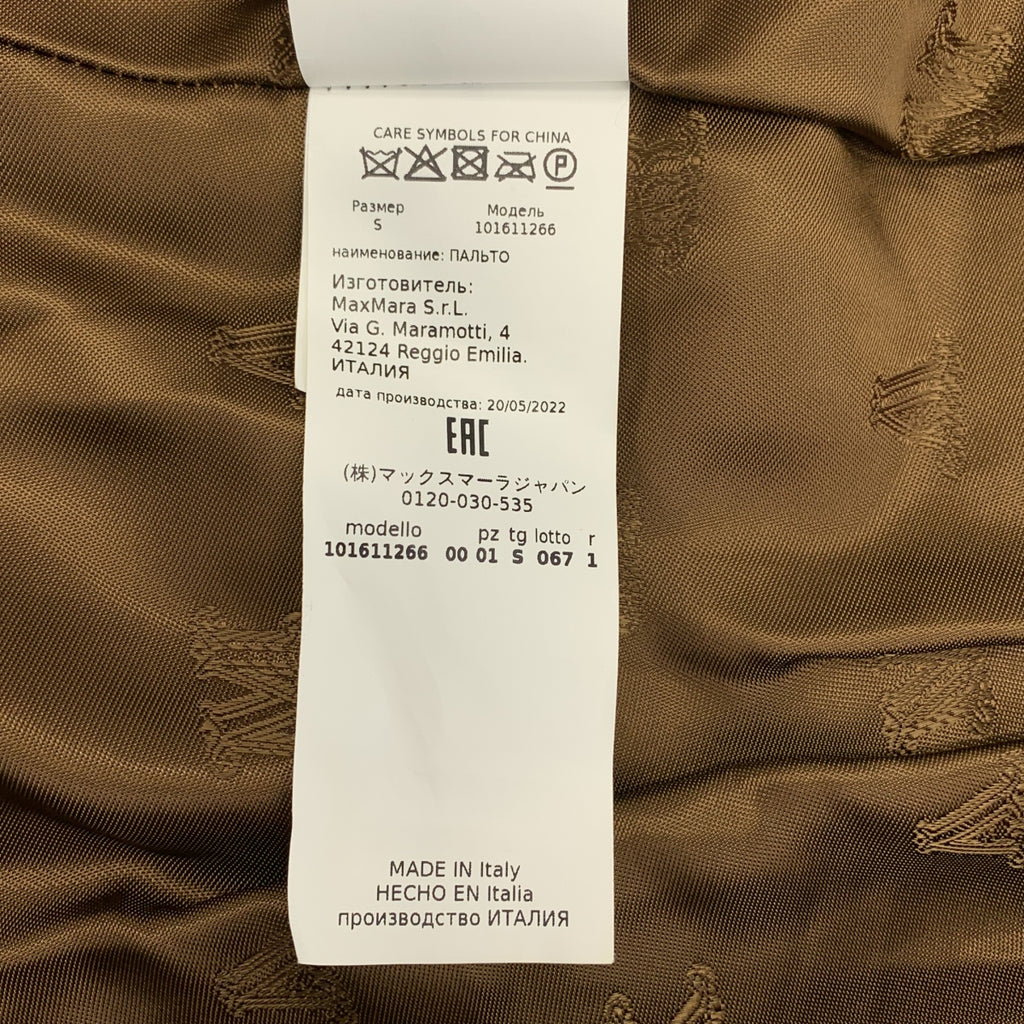 CARE SYMBOLS FOR CHINA
P
Размер Модель
S 101611266
наименование: ПАЛЬТО
Изготовитель:
MaxMara S.r.L.
Via G. Maramotti, 4
42124 Reggio Emilia.
ИТАЛИЯ
дата производства: 20/05/2022
EAC
(株)マックスマーラジャパン
0120-030-535
modello pz tg lotto r
101611266 00 01 S 067 1
MADE IN Italy
HECHO EN Italia
производство ИТАЛИЯ